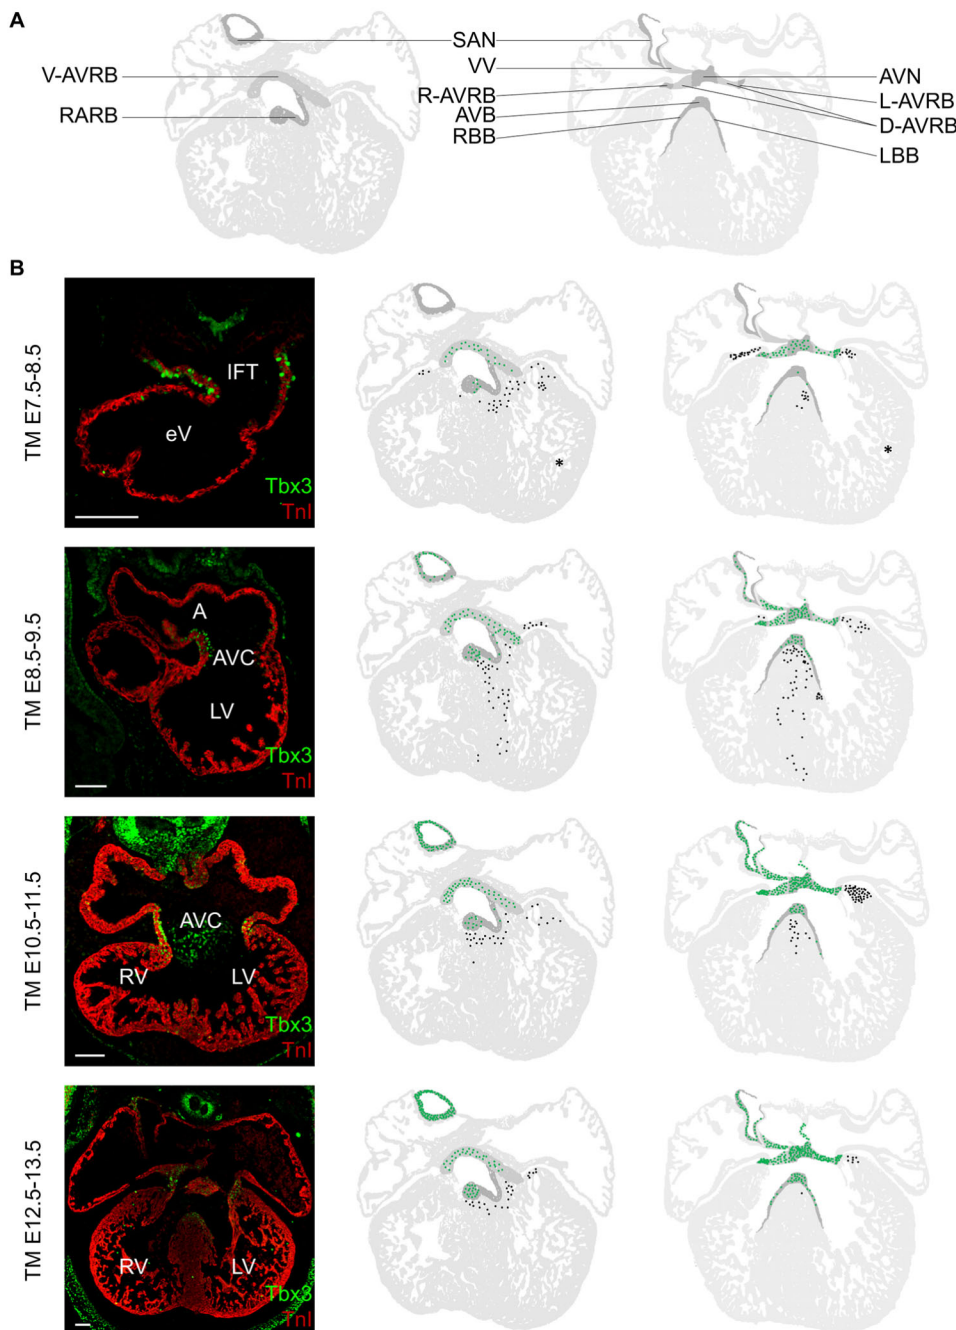 A
SAN
V-AVRB
VV
AVN
R-AVRB
L-AVRB
RARB
AVB
D-AVRB
RBB
LBB
B
TM E7.5-8.5
IFT
eV
Tbx3
TnI
*
*
TM E8.5-9.5
A
AVC
LV
Tbx3
TnI
TM E10.5-11.5
AVC
RV LV
Tbx3
TnI
TM E12.5-13.5
RV LV
Tbx3
TnI